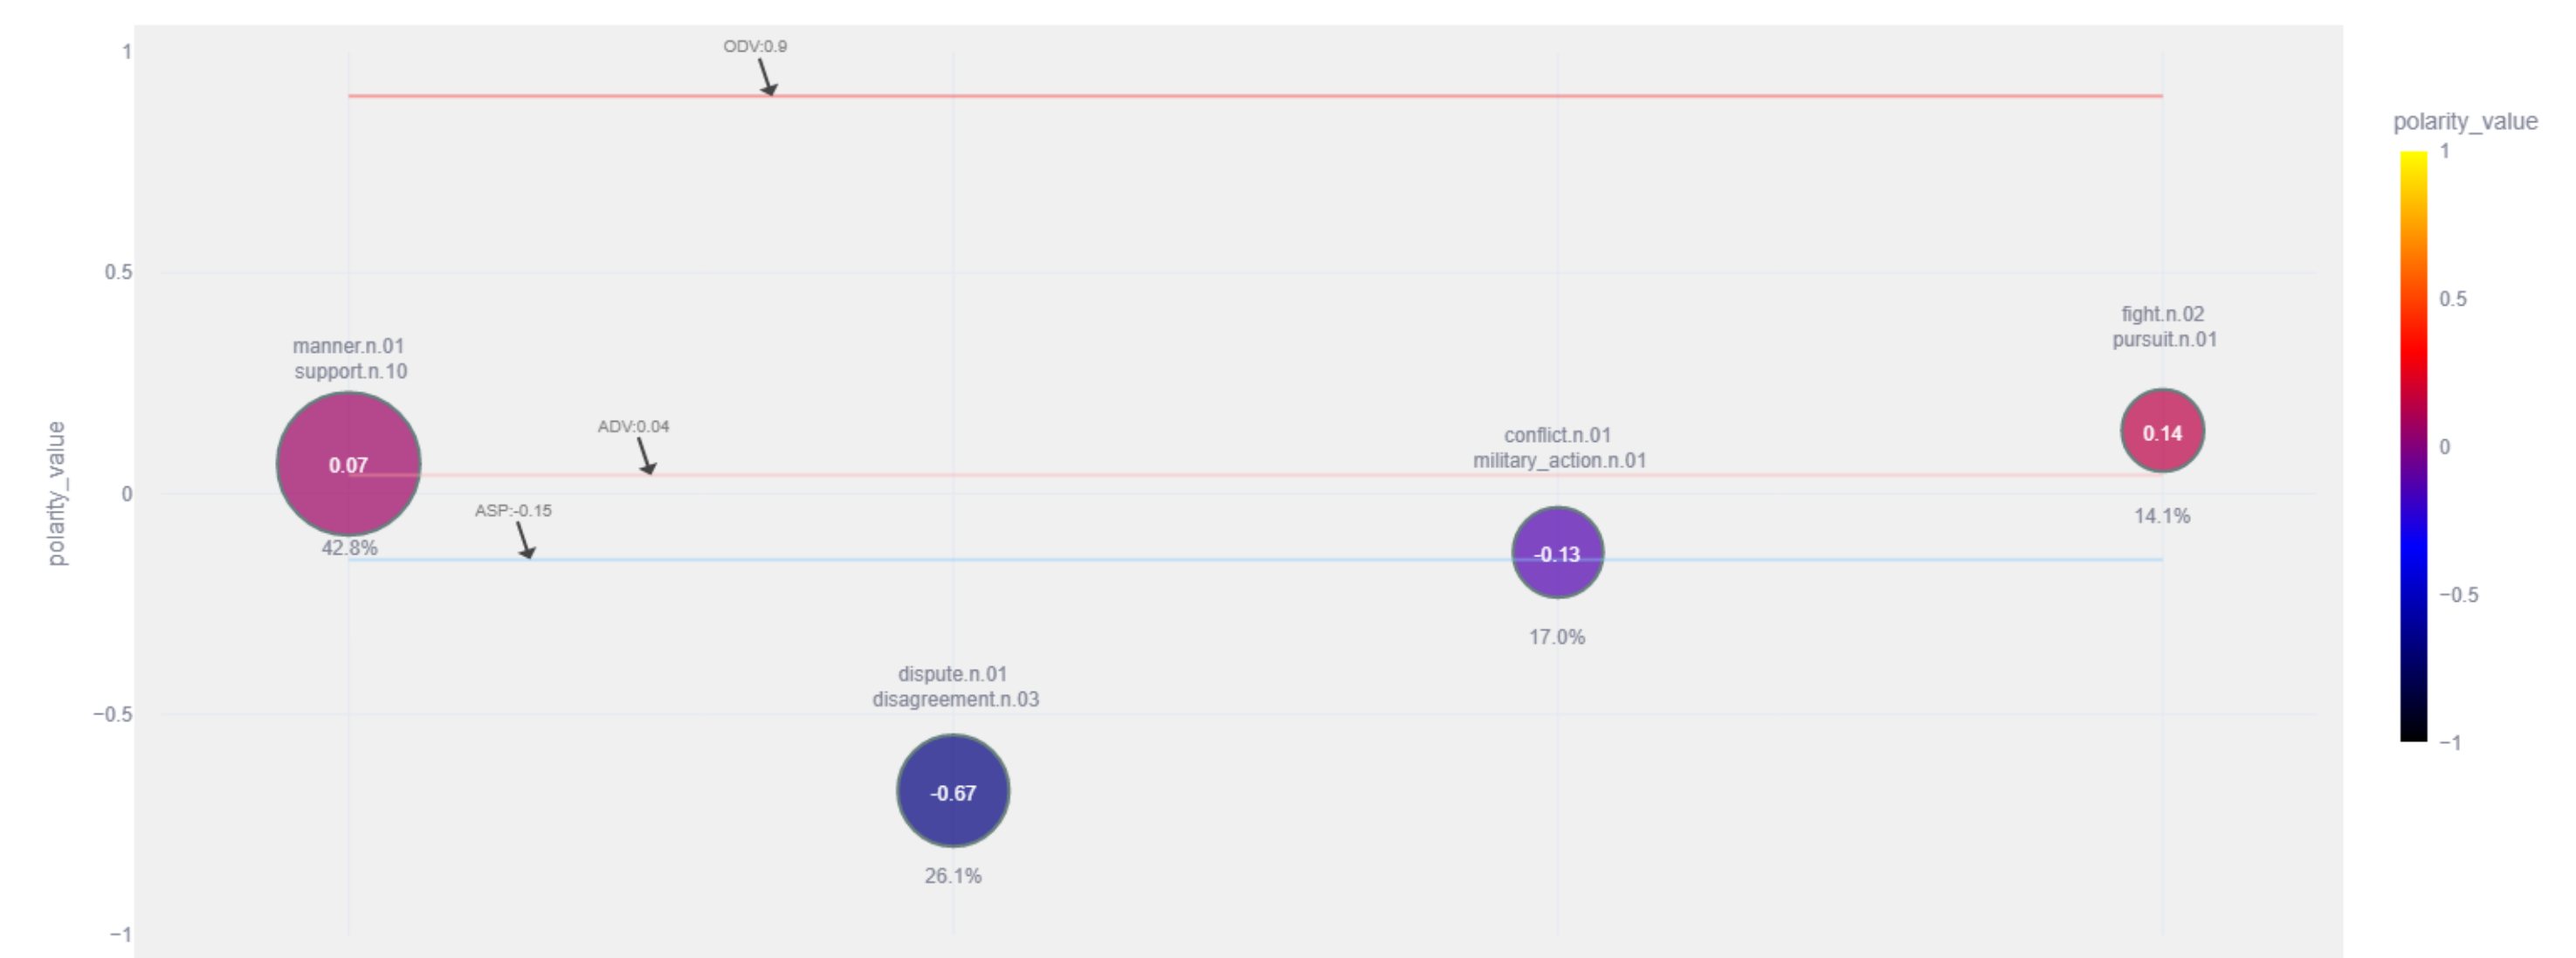 1
ODV:0.9
polarity_value
1
0.5
0.5
fight.n.02
pursuit.n.01
manner.n.01
support.n.10
0.07
ADV:0.04
conflict.n.01
military_action.n.01
0.14
0
0
ASP:-0.15
14.1%
42.8%
-0.13
polarity_value
−0.5
17.0%
dispute.n.01
disagreement.n.03
−0.5
−1
-0.67
26.1%
−1